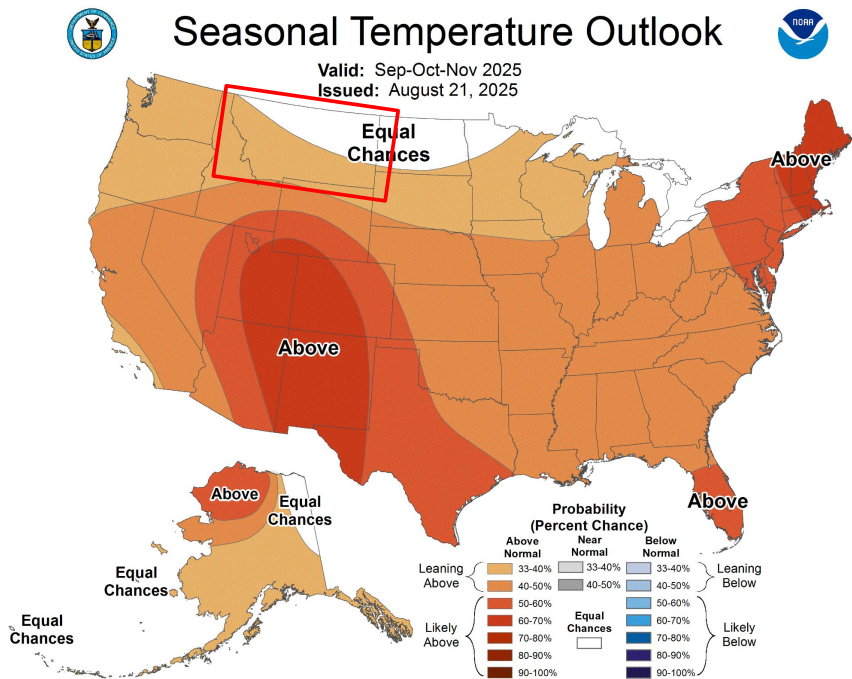 Seasonal Temperature Outlook
NOAA
Valid: Sep-Oct-Nov 2025
Issued: August 21, 2025
Equal
Chances
Above
Above
Above
Above
Equal
Chances
Equal
Chances
Equal
Chances
Probability
(Percent Chance)
Above
Normal
Near
Normal
Below
Normal
Leaning
Above
33-40%
40-50%
33-40%
40-50%
33-40%
40-50%
Leaning
Below
Likely
Above
50-60%
60-70%
70-80%
80-90%
90-100%
Equal
Chances
50-60%
60-70%
70-80%
80-90%
90-100%
Likely
Below